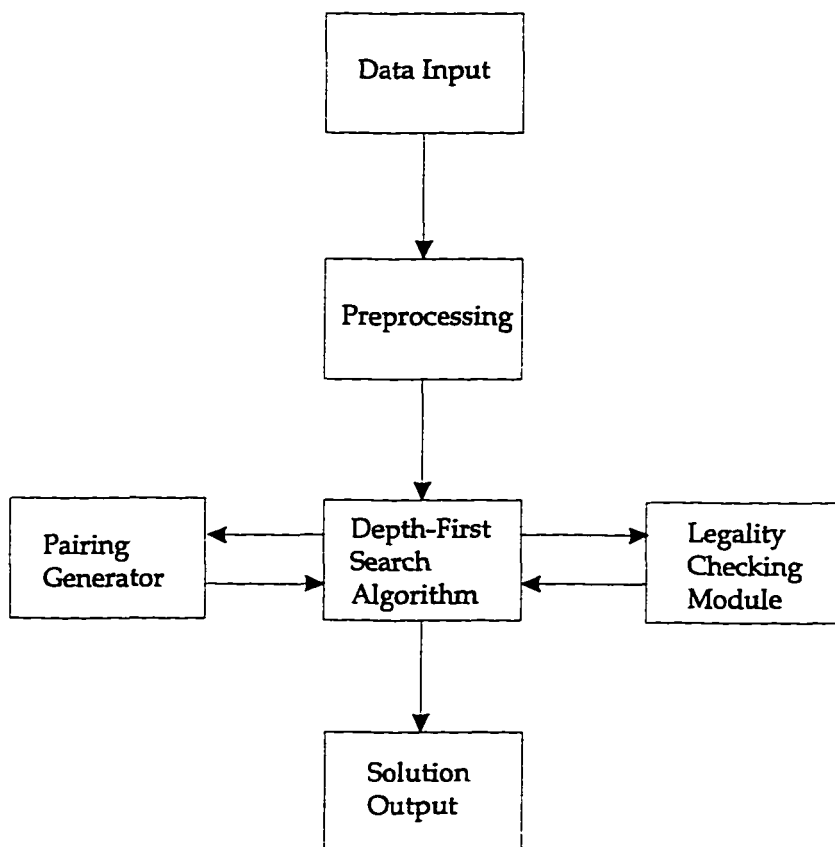 Data Input
Preprocessing
Pairing
Generator
Depth-First
Search
Algorithm
Legality
Checking
Module
Solution
Output